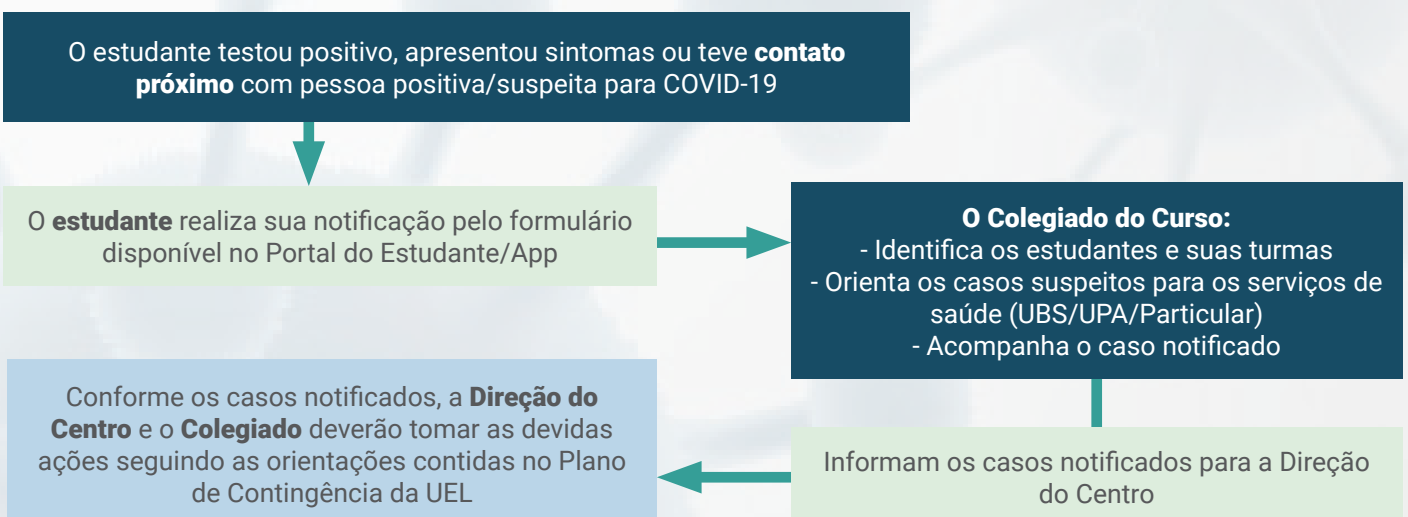 O estudante testou positivo, apresentou sintomas ou teve contato
próximo com pessoa positiva/suspeita para COVID-19
O estudante realiza sua notificação pelo formulário
disponível no Portal do Estudante/App
O Colegiado do Curso:
- Identifica os estudantes e suas turmas
- Orienta os casos suspeitos para os serviços de
saúde (UBS/UPA/Particular)
- Acompanha o caso notificado
Informam os casos notificados para a Direção
do Centro
Conforme os casos notificados, a Direção do
Centro e o Colegiado deverão tomar as devidas
ações seguindo as orientações contidas no Plano
de Contingência da UEL